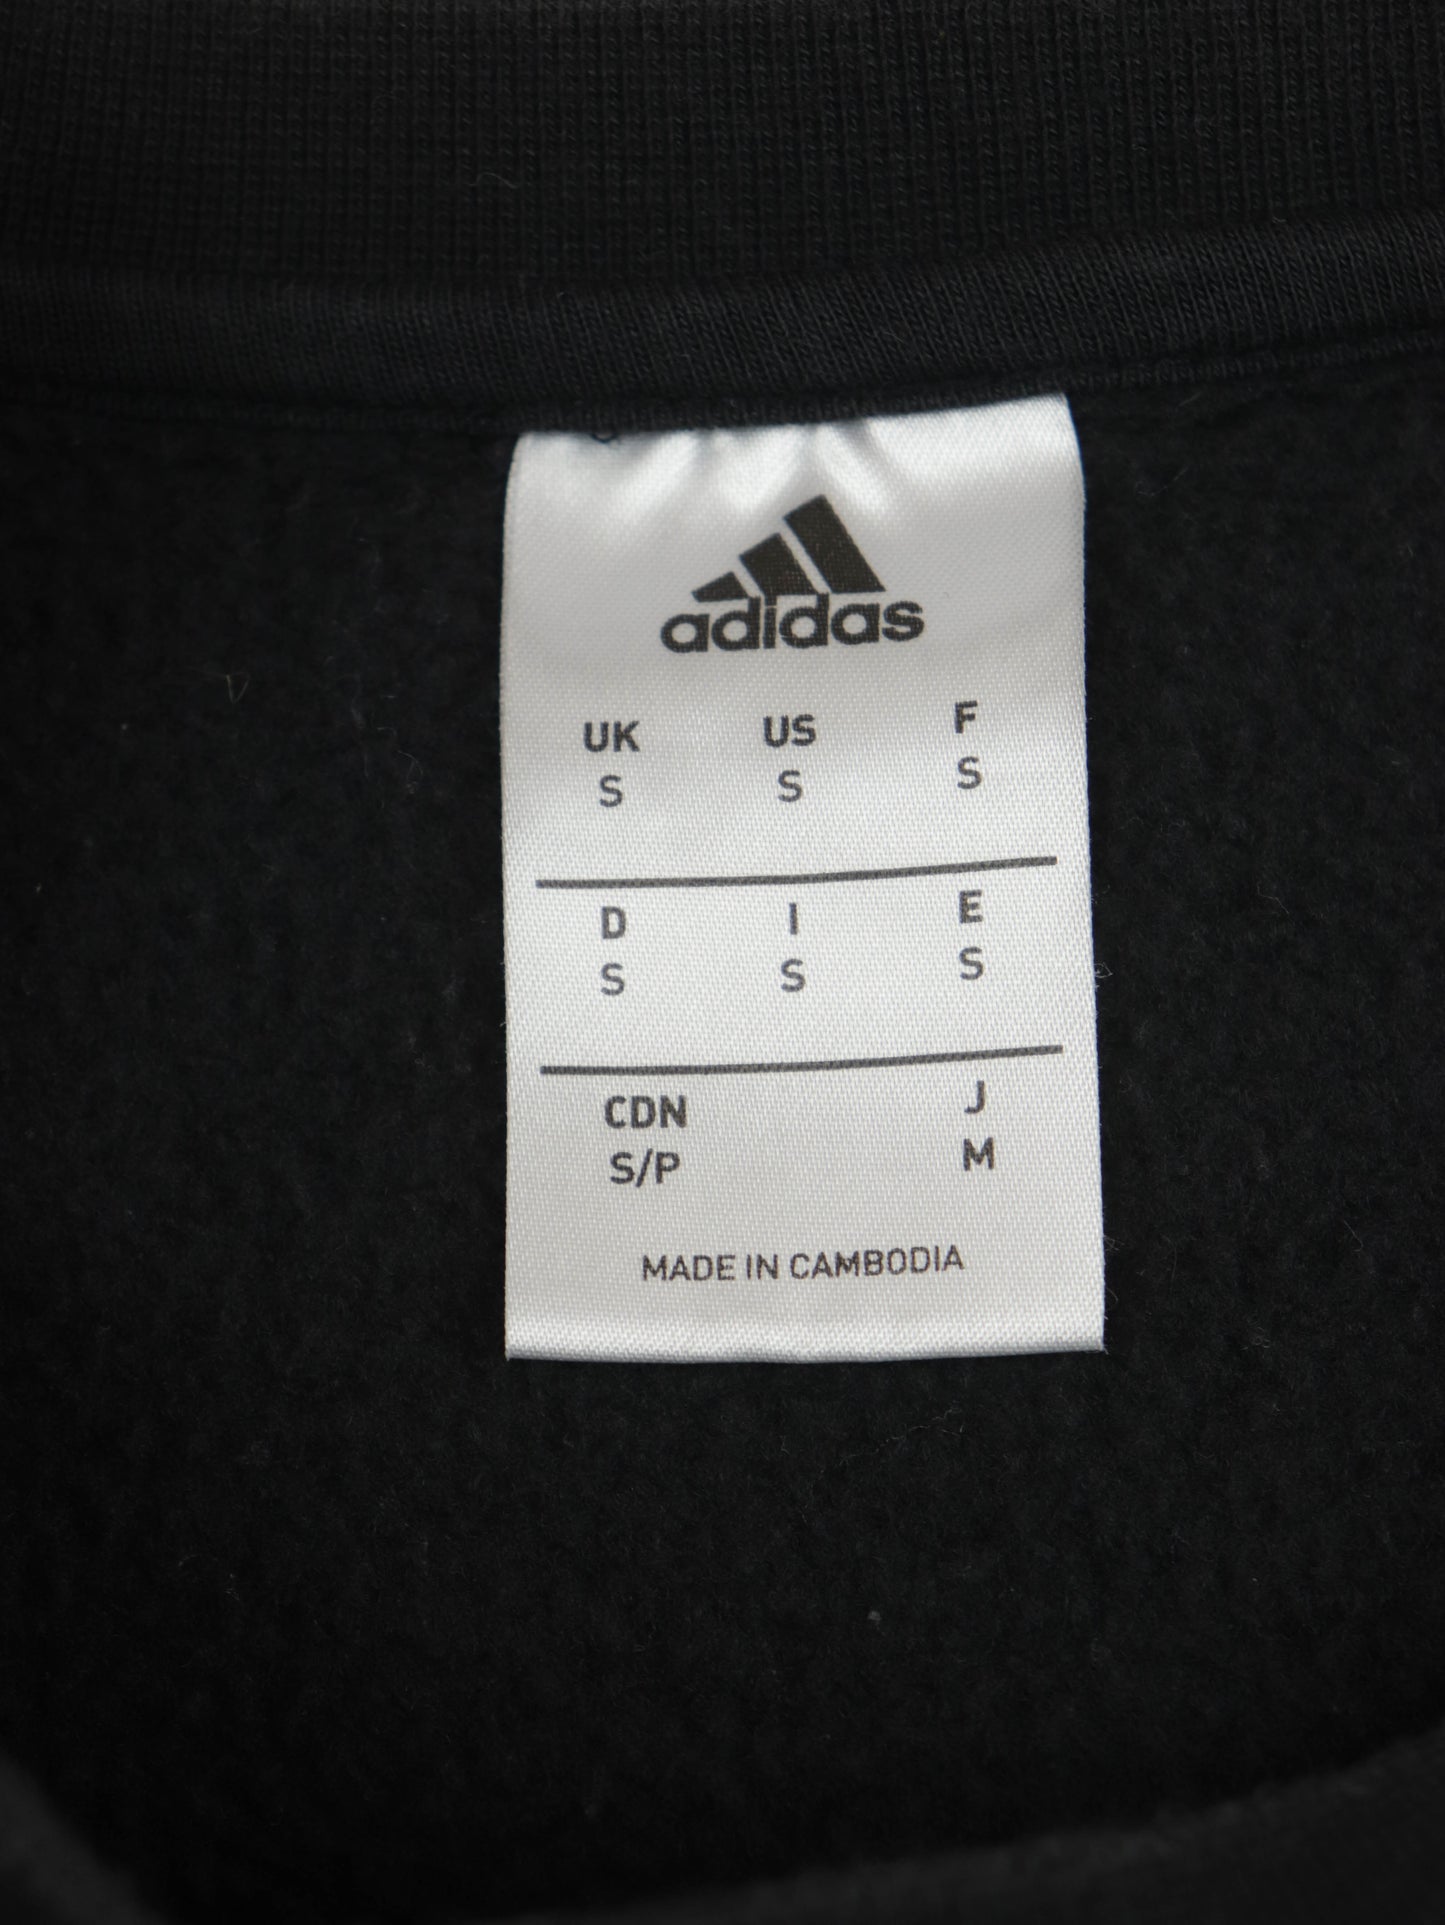 adidas
UK US F
S S S
D I E
S S S
CDN J
S/P M
MADE IN CAMBODIA